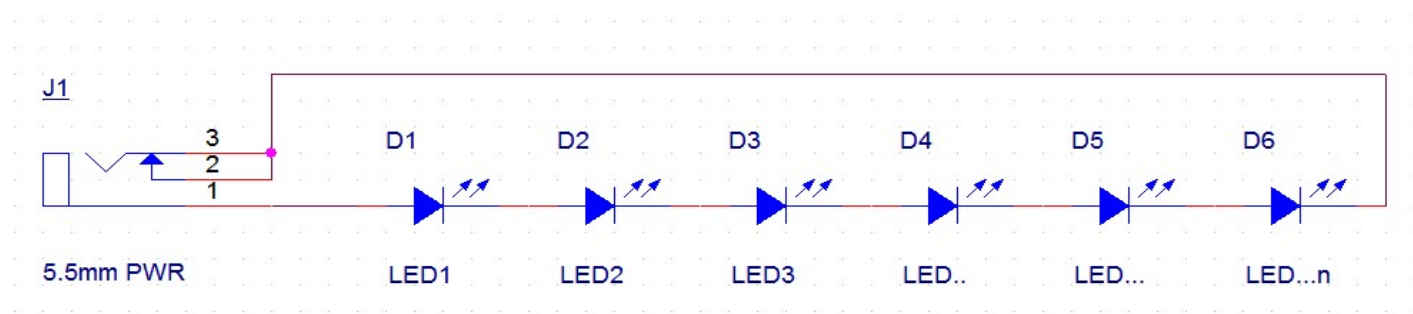 J1
3
2
1
D1 D2 D3 D4 D5 D6
5.5mm PWR LED1 LED2 LED3 LED.. LED... LED...n